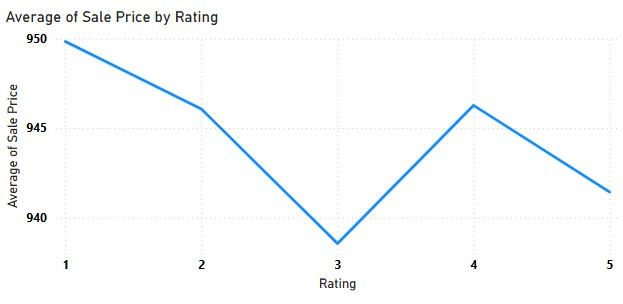 Average of Sale Price by Rating
950
945
940
Average of Sale Price
1 2 3 4 5
Rating